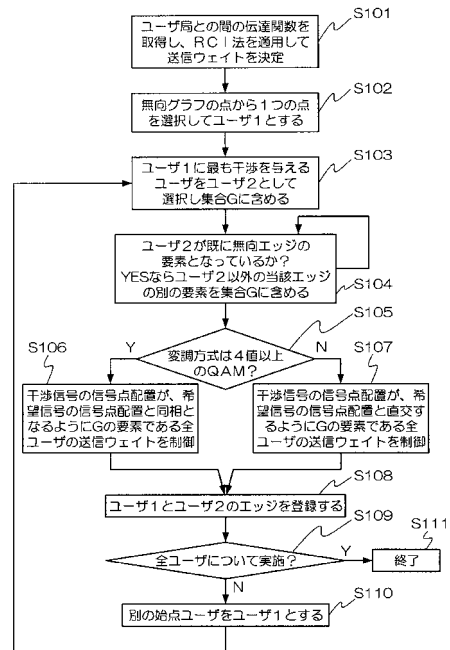 S101
ユーザ局との間の伝達関数を
取得し、RCI法を適用して
送信ウェイトを決定
S102
無向グラフの点から1つの点
を選択してユーザ1とする
S103
ユーザ1に最も干渉を与える
ユーザをユーザ2として
選択し集合Gに含める
ユーザ2が既に無向エッジの
要素となっているか?
YESならユーザ2以外の当該エッジ
の別の要素を集合Gに含める
S104
S105
変調方式は4値以上
のQAM?
Y
N
S106
干渉信号の信号点配置が、希
望信号の信号点配置と同相と
なるようにGの要素である全
ユーザの送信ウェイトを制御
S107
干渉信号の信号点配置が、希
望信号の信号点配置と直交す
るようにGの要素である全
ユーザの送信ウェイトを制御
S108
ユーザ1とユーザ2のエッジを登録する
S109
全ユーザについて実施?
Y
S111
終了
N
S110
別の始点ユーザをユーザ1とする